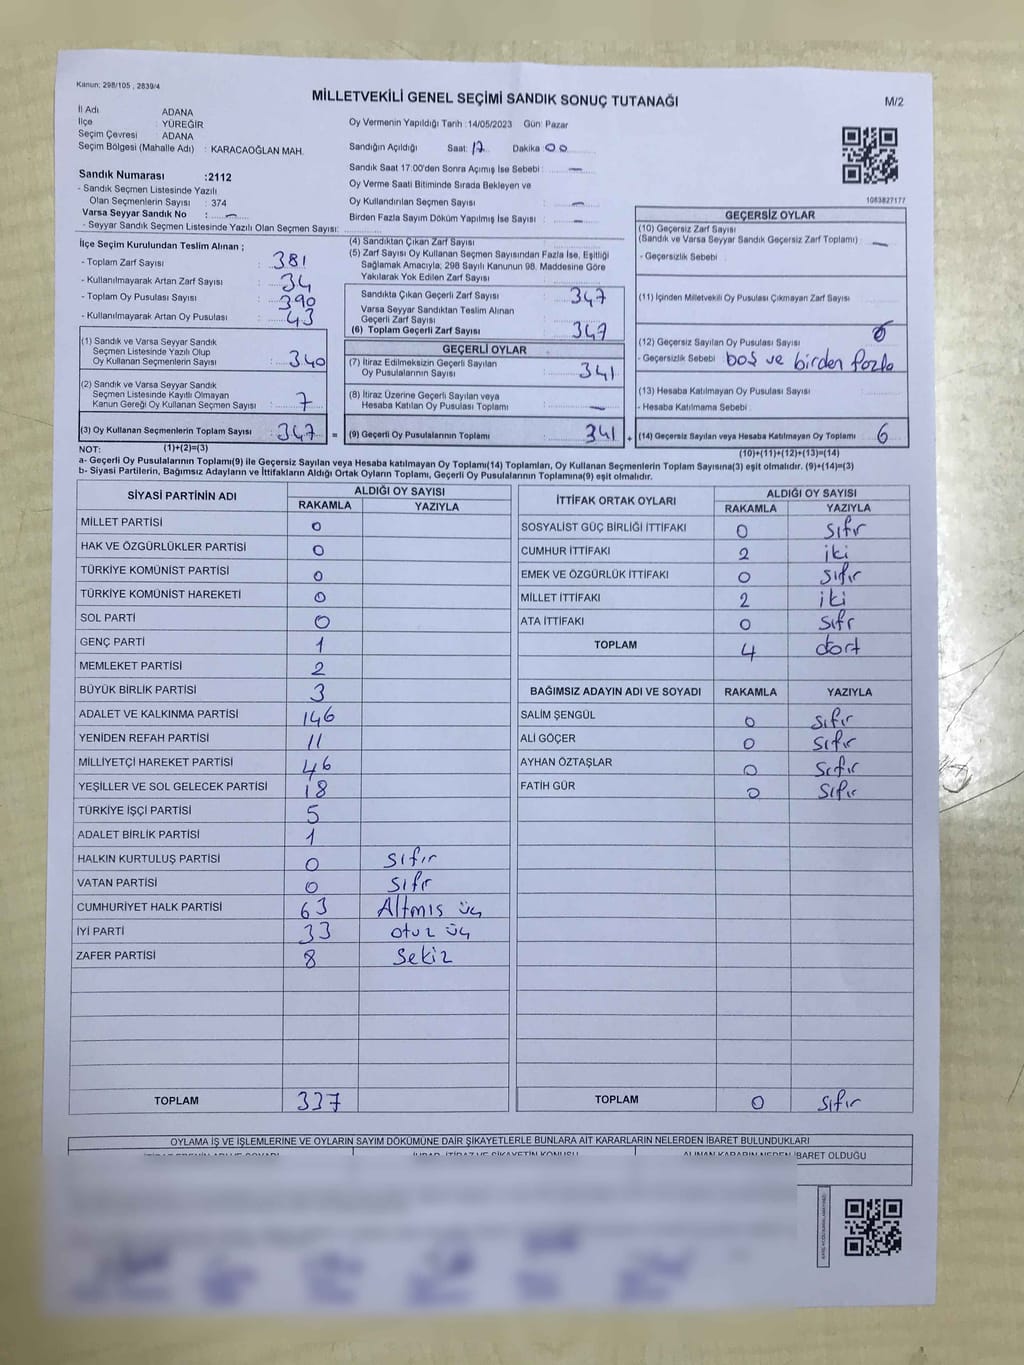 Kanun: 298/105 , 2839/4
MİLLETVEKİLİ GENEL SEÇİMİ SANDIK SONUÇ TUTANAĞI
M/2
İl Adı ADANA
İlçe : YÜREĞİR
Seçim Çevresi : ADANA
Seçim Bölgesi (Mahalle Adı) : KARACAOĞLAN MAH.
Oy Vermenin Yapıldığı Tarih :14/05/2023 Gün: Pazar
Sandığın Açıldığı Saat: 17 Dakika 00
Sandık Saat 17:00'den Sonra Açmış İse Sebebi : —
Oy Verme Saati Bitiminde Sırada Bekleyen ve
Oy Kullandırılan Seçmen Sayısı : —
Birden Fazla Sayım Döküm Yapılmış İse Sayısı : —
Sandık Numarası :2112
- Sandık Seçmen Listesinde Yazılı
Olan Seçmenlerin Sayısı : 374
Varsa Seyyar Sandık No : —
- Seyyar Sandık Seçmen Listesinde Yazılı Olan Seçmen Sayısı:
1083827177
İlçe Seçim Kurulundan Teslim Alınan ;
- Toplam Zarf Sayısı : 381
- Kullanılmayarak Artan Zarf Sayısı : 34
- Toplam Oy Pusulası Sayısı : 390
- Kullanılmayarak Artan Oy Pusulası : 43
(1) Sandık ve Varsa Seyyar Sandık
Seçmen Listesinde Yazılı Olup
Oy Kullanan Seçmenlerin Sayısı : 340
(2) Sandık ve Varsa Seyyar Sandık
Seçmen Listesinde Kayıtlı Olmayan
Kanun Gereği Oy Kullanan Seçmen Sayısı : 7
(3) Oy Kullanan Seçmenlerin Toplam Sayısı : 347 =
(1)+(2)=(3)
(4) Sandıktan Çıkan Zarf Sayısı :
(5) Zarf Sayısı Oy Kullanan Seçmen Sayısından Fazla İse, Eşitliği
Sağlamak Amacıyla; 298 Sayılı Kanunun 98. Maddesine Göre
Yakılarak Yok Edilen Zarf Sayısı :
Sandıkta Çıkan Geçerli Zarf Sayısı : 347
Varsa Seyyar Sandıktan Teslim Alınan
Geçerli Zarf Sayısı :
(6) Toplam Geçerli Zarf Sayısı : 347
GEÇERLİ OYLAR
(7) İtiraz Edilmeksizin Geçerli Sayılan
Oy Pusulalarının Sayısı : 341
(8) İtiraz Üzerine Geçerli Sayılan veya
Hesaba Katılan Oy Pusulası Toplamı : —
(9) Geçerli Oy Pusulalarının Toplamı : 341 +
GEÇERSİZ OYLAR
(10) Geçersiz Zarf Sayısı
(Sandık ve Varsa Seyyar Sandık Geçersiz Zarf Toplamı) : —
- Geçersizlik Sebebi :
(11) İçinden Milletvekili Oy Pusulası Çıkmayan Zarf Sayısı :
(12) Geçersiz Sayılan Oy Pusulası Sayısı : 6
- Geçersizlik Sebebi : boş ve birden fazla
(13) Hesaba Katılmayan Oy Pusulası Sayısı :
- Hesaba Katılmama Sebebi :
(14) Geçersiz Sayılan veya Hesaba Katılmayan Oy Toplamı : 6
(10)+(11)+(12)+(13)=(14)
NOT:
a- Geçerli Oy Pusulalarının Toplamı(9) ile Geçersiz Sayılan veya Hesaba katılmayan Oy Toplamı(14) Toplamları, Oy Kullanan Seçmenlerin Toplam Sayısına(3) eşit olmalıdır. (9)+(14)=(3)
b- Siyasi Partilerin, Bağımsız Adayların ve İttifakların Aldığı Oyların Toplamı, Geçerli Oy Pusulalarının Toplamına(9) eşit olmalıdır.
SİYASİ PARTİNİN ADI ALDIĞI OY SAYISI
RAKAMLA YAZIYLA
MİLLET PARTİSİ 0
HAK VE ÖZGÜRLÜKLER PARTİSİ 0
TÜRKİYE KOMÜNİST PARTİSİ 0
TÜRKİYE KOMÜNİST HAREKETİ 0
SOL PARTİ 0
GENÇ PARTİ 1
MEMLEKET PARTİSİ 2
BÜYÜK BİRLİK PARTİSİ 3
ADALET VE KALKINMA PARTİSİ 146
YENİDEN REFAH PARTİSİ 11
MİLLİYETÇİ HAREKET PARTİSİ 46
YEŞİLLER VE SOL GELECEK PARTİSİ 18
TÜRKİYE İŞÇİ PARTİSİ 5
ADALET BİRLİK PARTİSİ 1
HALKIN KURTULUŞ PARTİSİ 0 sıfır
VATAN PARTİSİ 0 sıfr
CUMHURİYET HALK PARTİSİ 63 Altmıs üç
İYİ PARTİ 33 otuz üç
ZAFER PARTİSİ 8 Sekiz
TOPLAM 337
İTTİFAK ORTAK OYLARI ALDIĞI OY SAYISI
RAKAMLA YAZIYLA
SOSYALİST GÜÇ BİRLİĞİ İTTİFAKI 0 sıfır
CUMHUR İTTİFAKI 2 iki
EMEK VE ÖZGÜRLÜK İTTİFAKI 0 sıfır
MİLLET İTTİFAKI 2 iki
ATA İTTİFAKI 0 sıfr
TOPLAM 4 dört
BAĞIMSIZ ADAYIN ADI VE SOYADI RAKAMLA YAZIYLA
SALİM ŞENGÜL 0 sıfır
ALİ GÖÇER 0 sıfır
AYHAN ÖZTAŞLAR 0 sıfır
FATİH GÜR 0 sıfır
TOPLAM 0 sıfır
OYLAMA İŞ VE İŞLEMLERİNE VE OYLARIN SAYIM DÖKÜMÜNE DAİR ŞİKAYETLERLE BUNLARA AİT KARARLARIN NELERDEN İBARET BULUNDUKLARI
İBARET OLDUĞU